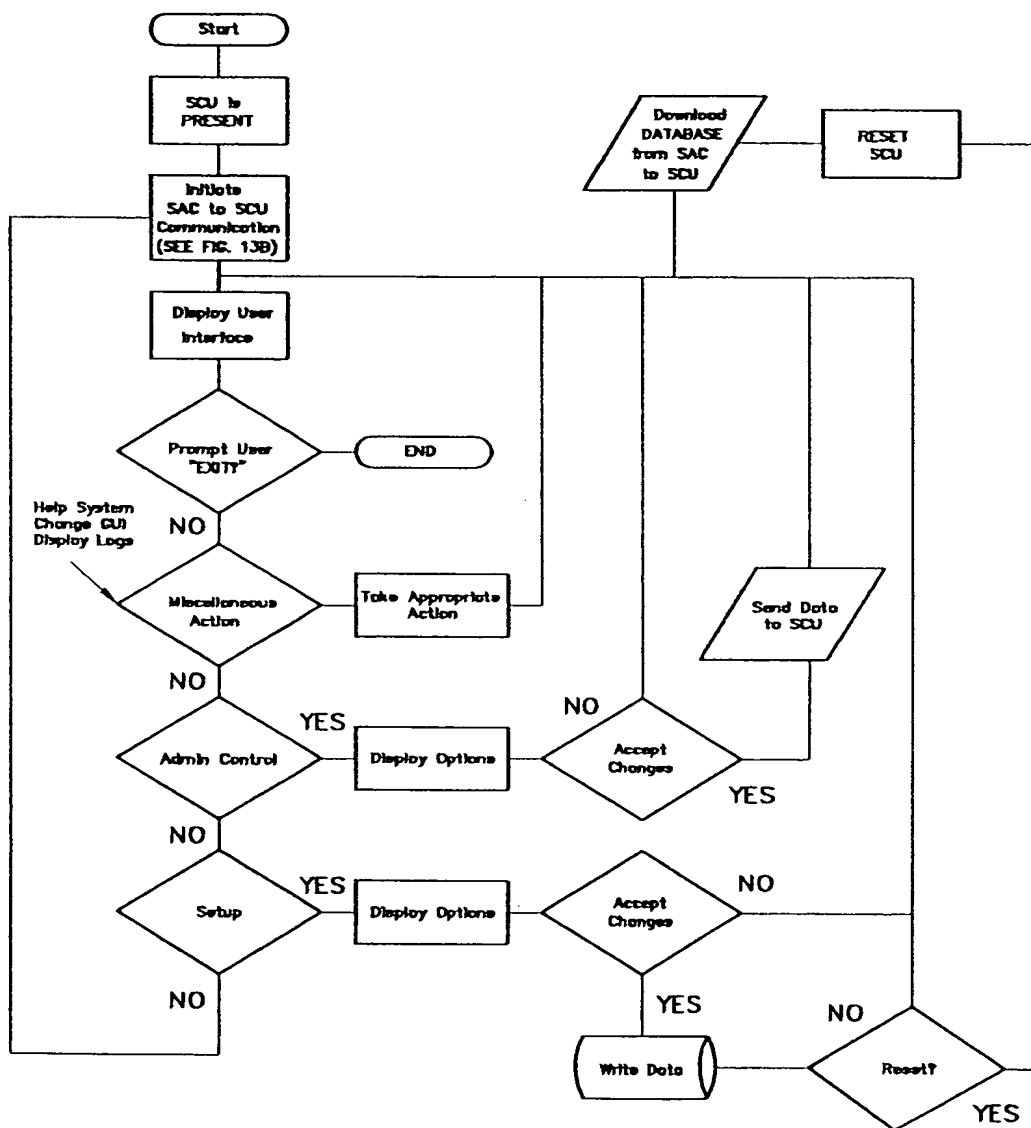 Start
SCU is
PRESENT
Initiate
SAC to SCU
Communication
(SEE FIG. 13B)
Display User
Interface
Prompt User
"EXIT?"
END
NO
Help System
Change GUI
Display Logs
Miscellaneous
Action
Take Appropriate
Action
NO
Admin Control
YES
Display Options
NO
Accept
Changes
YES
Send Data
to SCU
Download
DATABASE
from SAC
to SCU
RESET
SCU
NO
Setup
YES
Display Options
Accept
Changes
NO
NO
YES
Write Data
NO
Reset?
YES